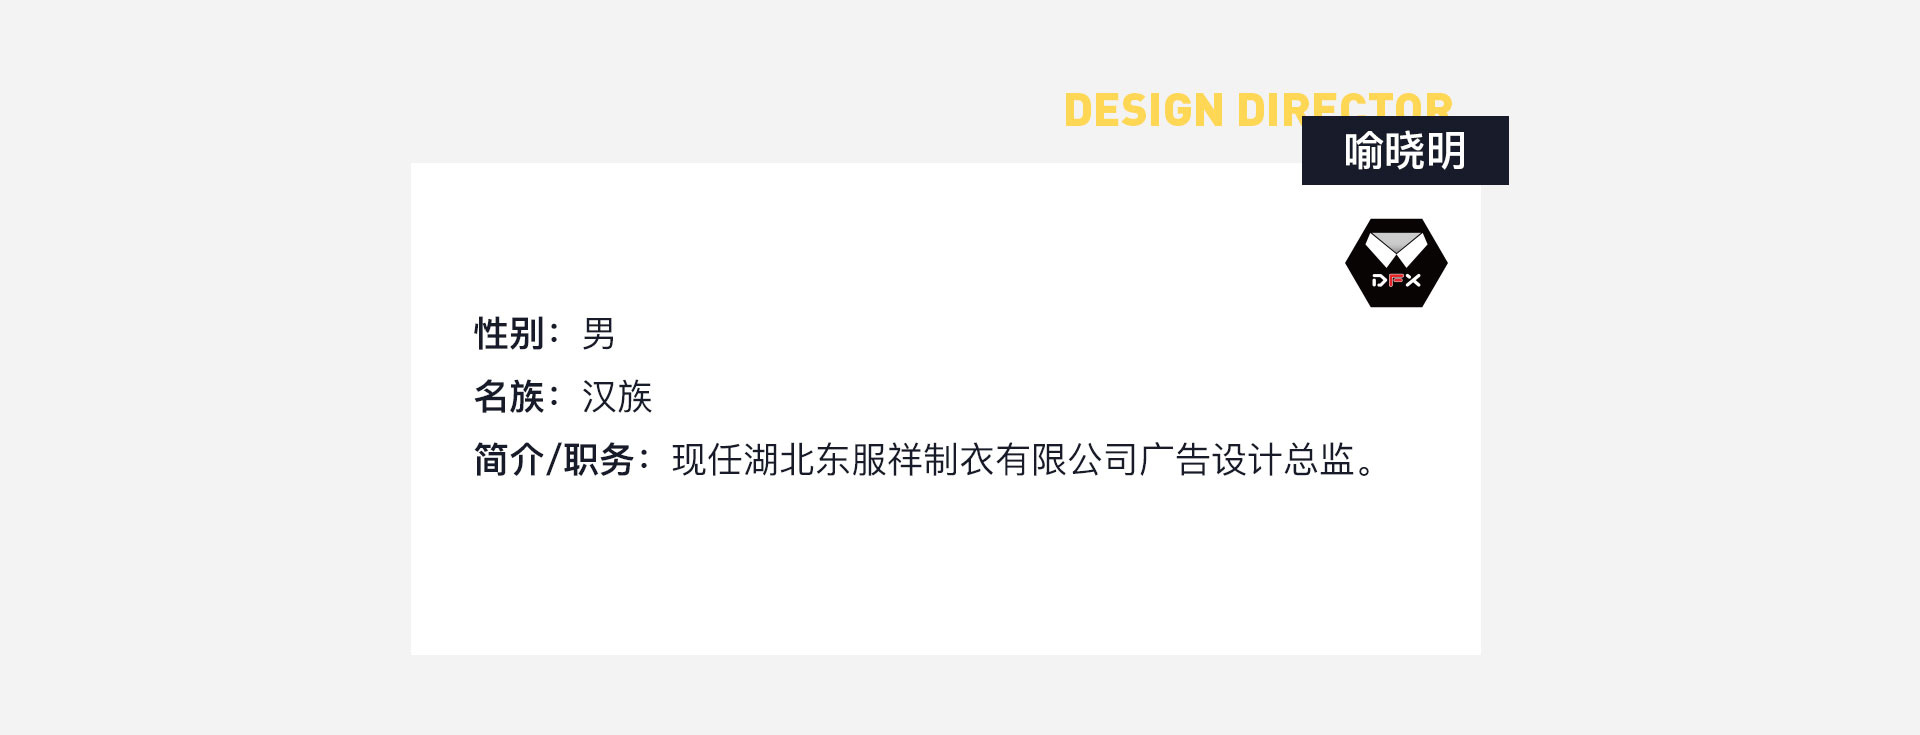 DESIGN DIRECTOR
喻晓明
DFX
性别：男
名族：汉族
简介/职务：现任湖北东服祥制衣有限公司广告设计总监。